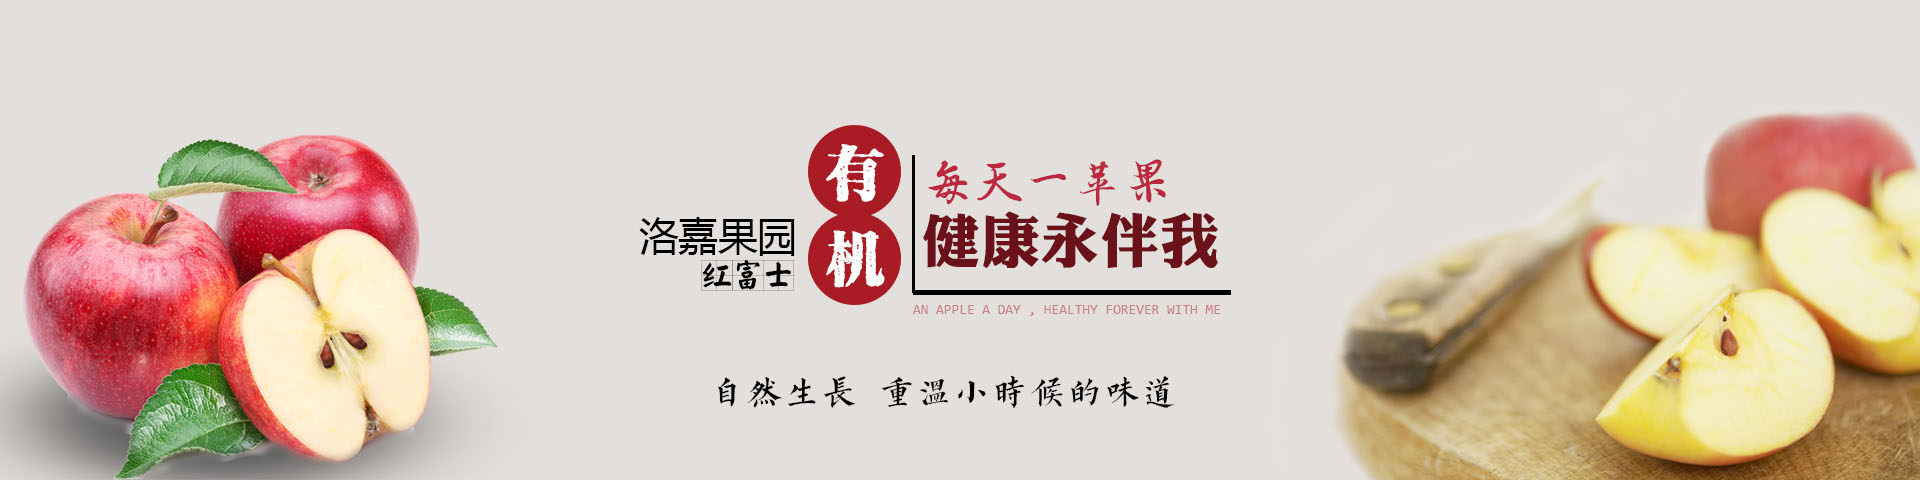 洛嘉果园
红富士
有机
每天一苹果
健康永伴我
AN APPLE A DAY , HEALTHY FOREVER WITH ME
自然生長 重溫小時候的味道